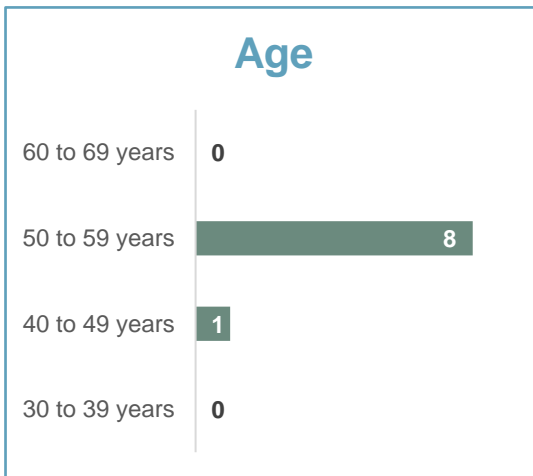 Age
60 to 69 years 0
50 to 59 years 8
40 to 49 years 1
30 to 39 years 0